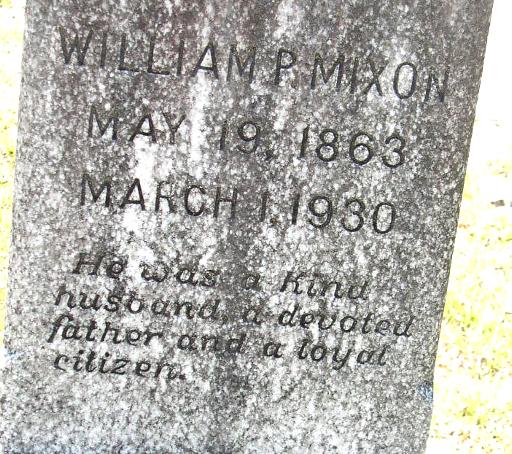 WILLIAM P. MIXON
MAY 19, 1863
MARCH 1, 1930
He was a kind
husband, a devoted
father and a loyal
citizen.